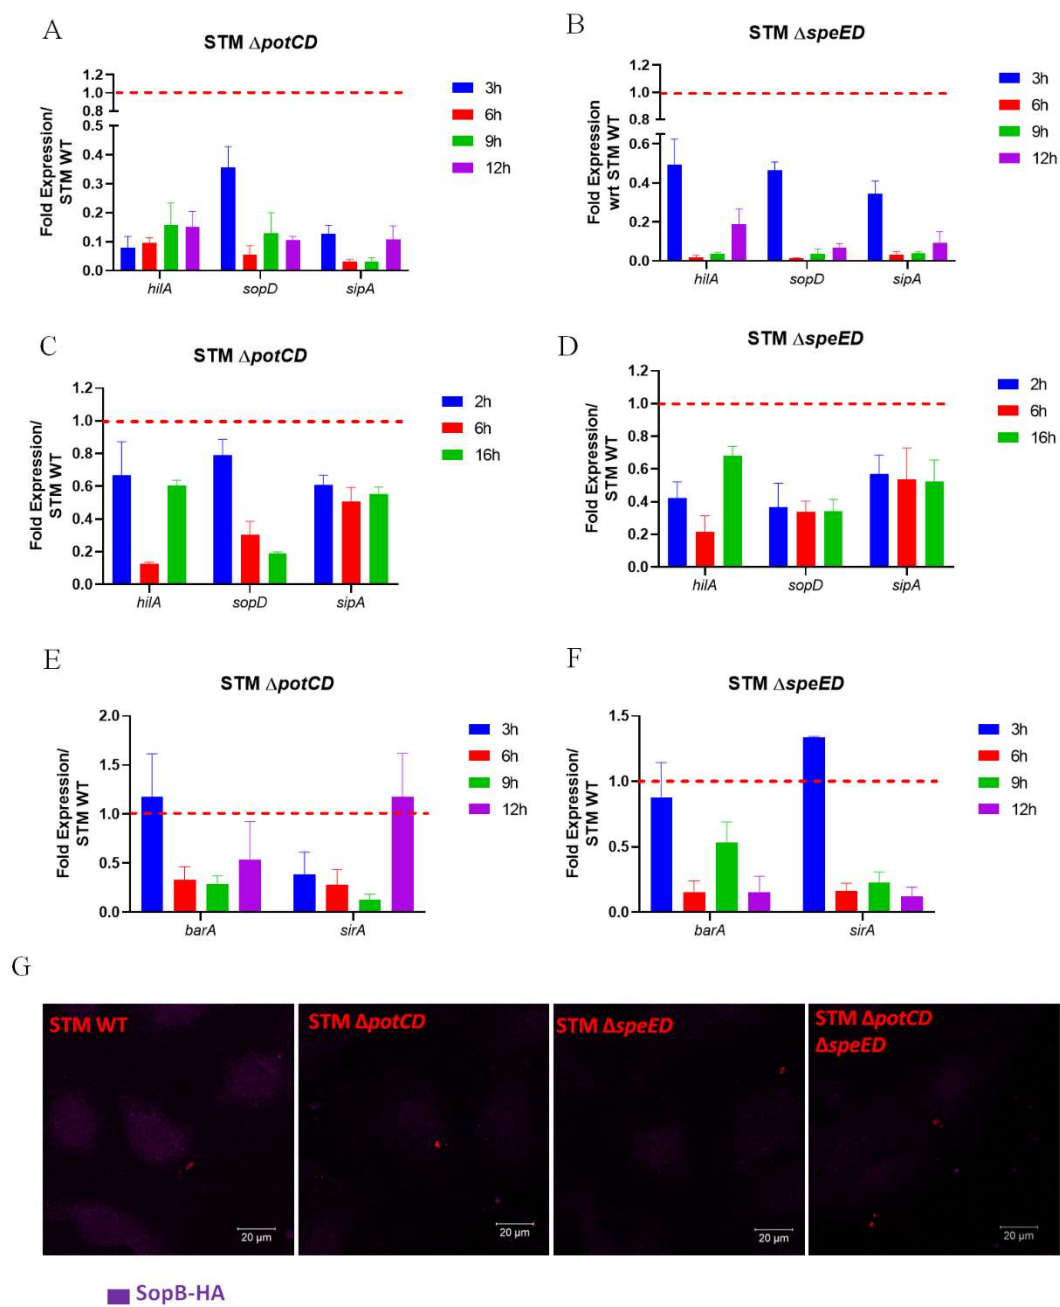 A
STM ΔpotCD
Fold Expression/
STM WT
1.2
1.0
0.8
0.5
0.4
0.3
0.2
0.1
0.0
hilA
sopD
sipA
3h
6h
9h
12h
B
STM ΔspeED
Fold Expression
wrt STM WT
1.2
1.0
0.8
0.6
0.4
0.2
0.0
hilA
sopD
sipA
3h
6h
9h
12h
C
STM ΔpotCD
Fold Expression/
STM WT
1.2
1.0
0.8
0.6
0.4
0.2
0.0
hilA
sopD
sipA
2h
6h
16h
D
STM ΔspeED
Fold Expression/
STM WT
1.2
1.0
0.8
0.6
0.4
0.2
0.0
hilA
sopD
sipA
2h
6h
16h
E
STM ΔpotCD
Fold Expression/
STM WT
2.0
1.5
1.0
0.5
0.0
barA
sirA
3h
6h
9h
12h
F
STM ΔspeED
Fold Expression/
STM WT
1.5
1.0
0.5
0.0
barA
sirA
3h
6h
9h
12h
G
STM WT
20 µm
STM ΔpotCD
20 µm
STM ΔspeED
20 µm
STM ΔpotCD
ΔspeED
20 µm
SopB-HA